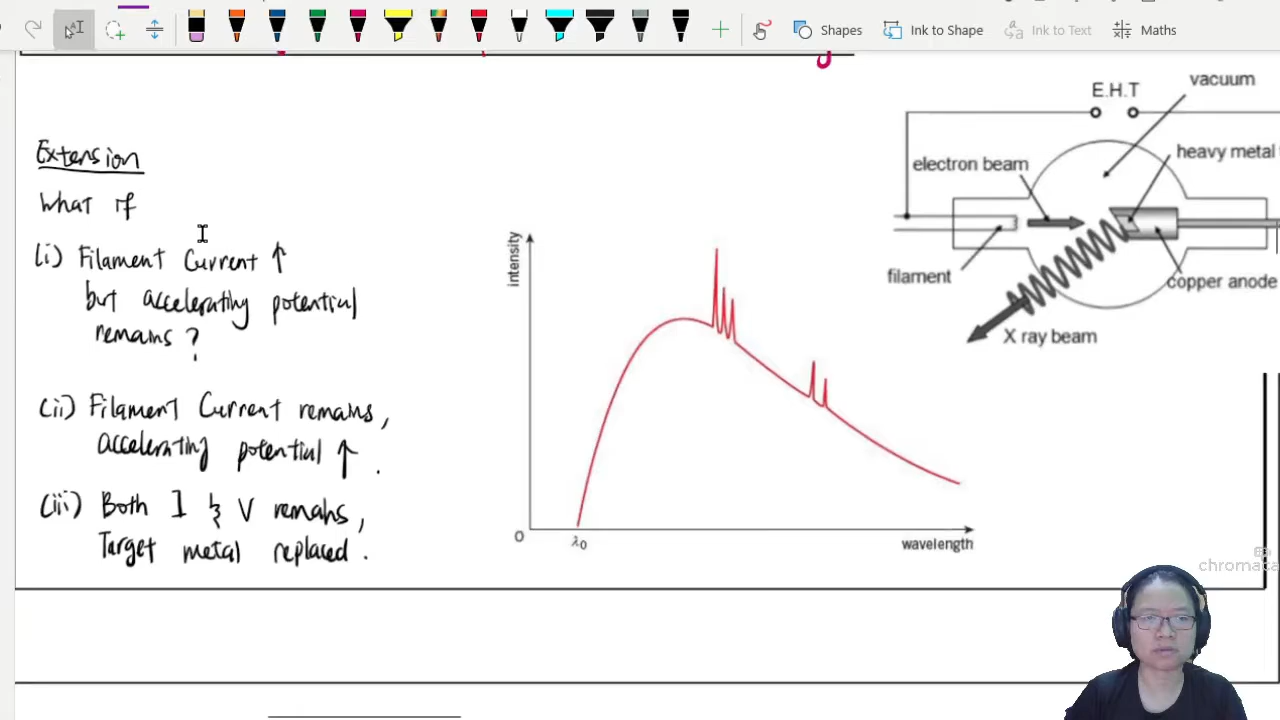 Shapes
Ink to Shape
Ink to Text
Maths
Extension
What if
(i) Filament Current ↑
but accelerating potential
remains ?
(ii) Filament Current remains,
accelerating potential ↑ .
(iii) Both I & V remains,
Target metal replaced .
intensity
O
λ0
wavelength
vacuum
E.H.T
heavy metal
electron beam
filament
copper anode
X ray beam